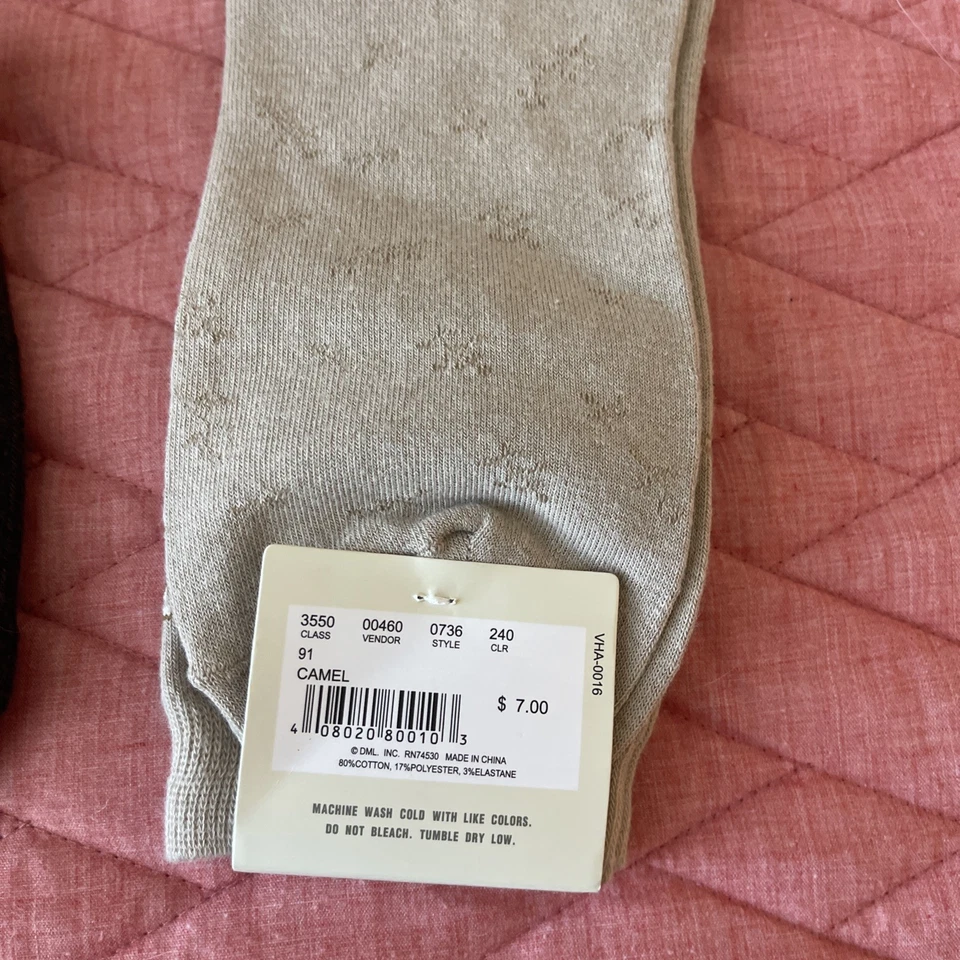 3550 00460 0736 240
CLASS VENDOR STYLE CLR
91
CAMEL
$ 7.00
4 08020 80010 3
© DML. INC. RN74530 MADE IN CHINA
80%COTTON, 17%POLYESTER, 3%ELASTANE
VHA-0016
MACHINE WASH COLD WITH LIKE COLORS.
DO NOT BLEACH. TUMBLE DRY LOW.